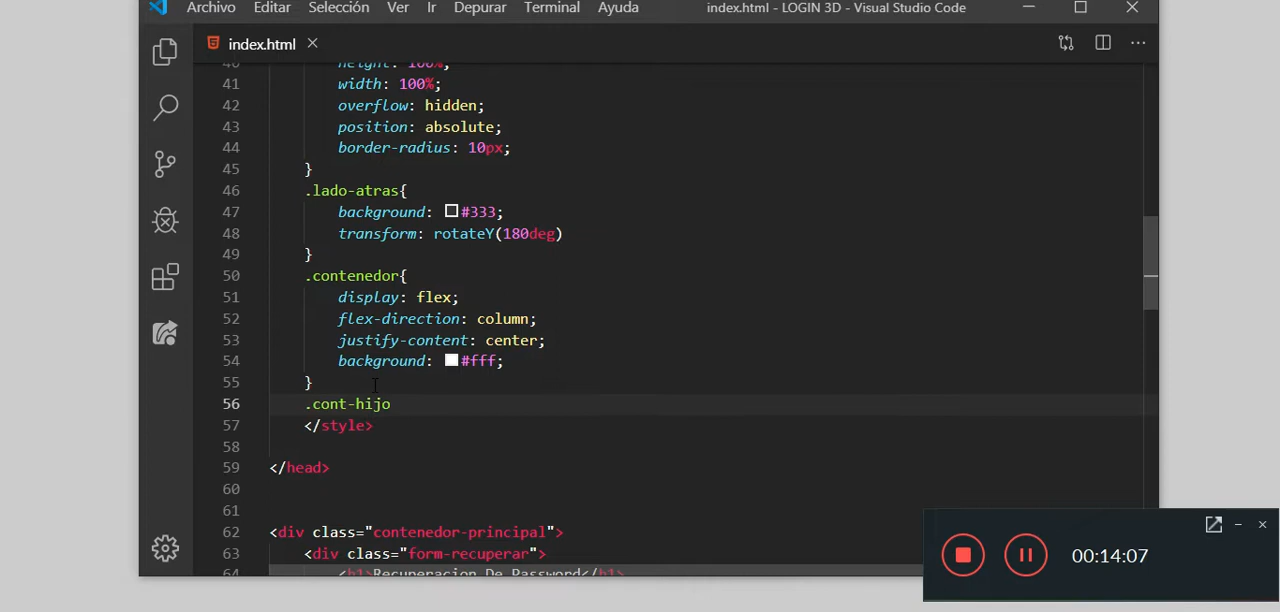 Archivo Editar Selección Ver Ir Depurar Terminal Ayuda index.html - LOGIN 3D - Visual Studio Code
index.html
40 height: 100%;
41 width: 100%;
42 overflow: hidden;
43 position: absolute;
44 border-radius: 10px;
45 }
46 .lado-atras{
47 background: #333;
48 transform: rotateY(180deg)
49 }
50 .contenedor{
51 display: flex;
52 flex-direction: column;
53 justify-content: center;
54 background: #fff;
55 }
56 .cont-hijo
57 </style>
58
59 </head>
60
61
62 <div class="contenedor-principal">
63 <div class="form-recuperar">
64 <h1>Recuperacion De Password</h1>
00:14:07